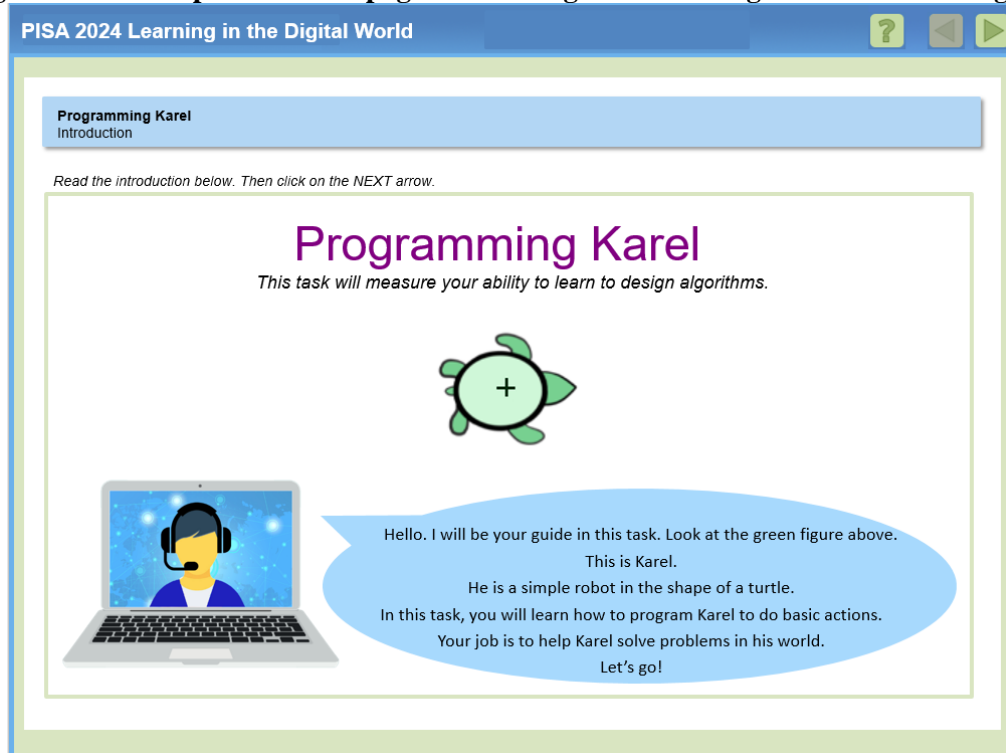 PISA 2024 Learning in the Digital World
?
Programming Karel
Introduction
Read the introduction below. Then click on the NEXT arrow.
Programming Karel
This task will measure your ability to learn to design algorithms.
+
Hello. I will be your guide in this task. Look at the green figure above.
This is Karel.
He is a simple robot in the shape of a turtle.
In this task, you will learn how to program Karel to do basic actions.
Your job is to help Karel solve problems in his world.
Let's go!